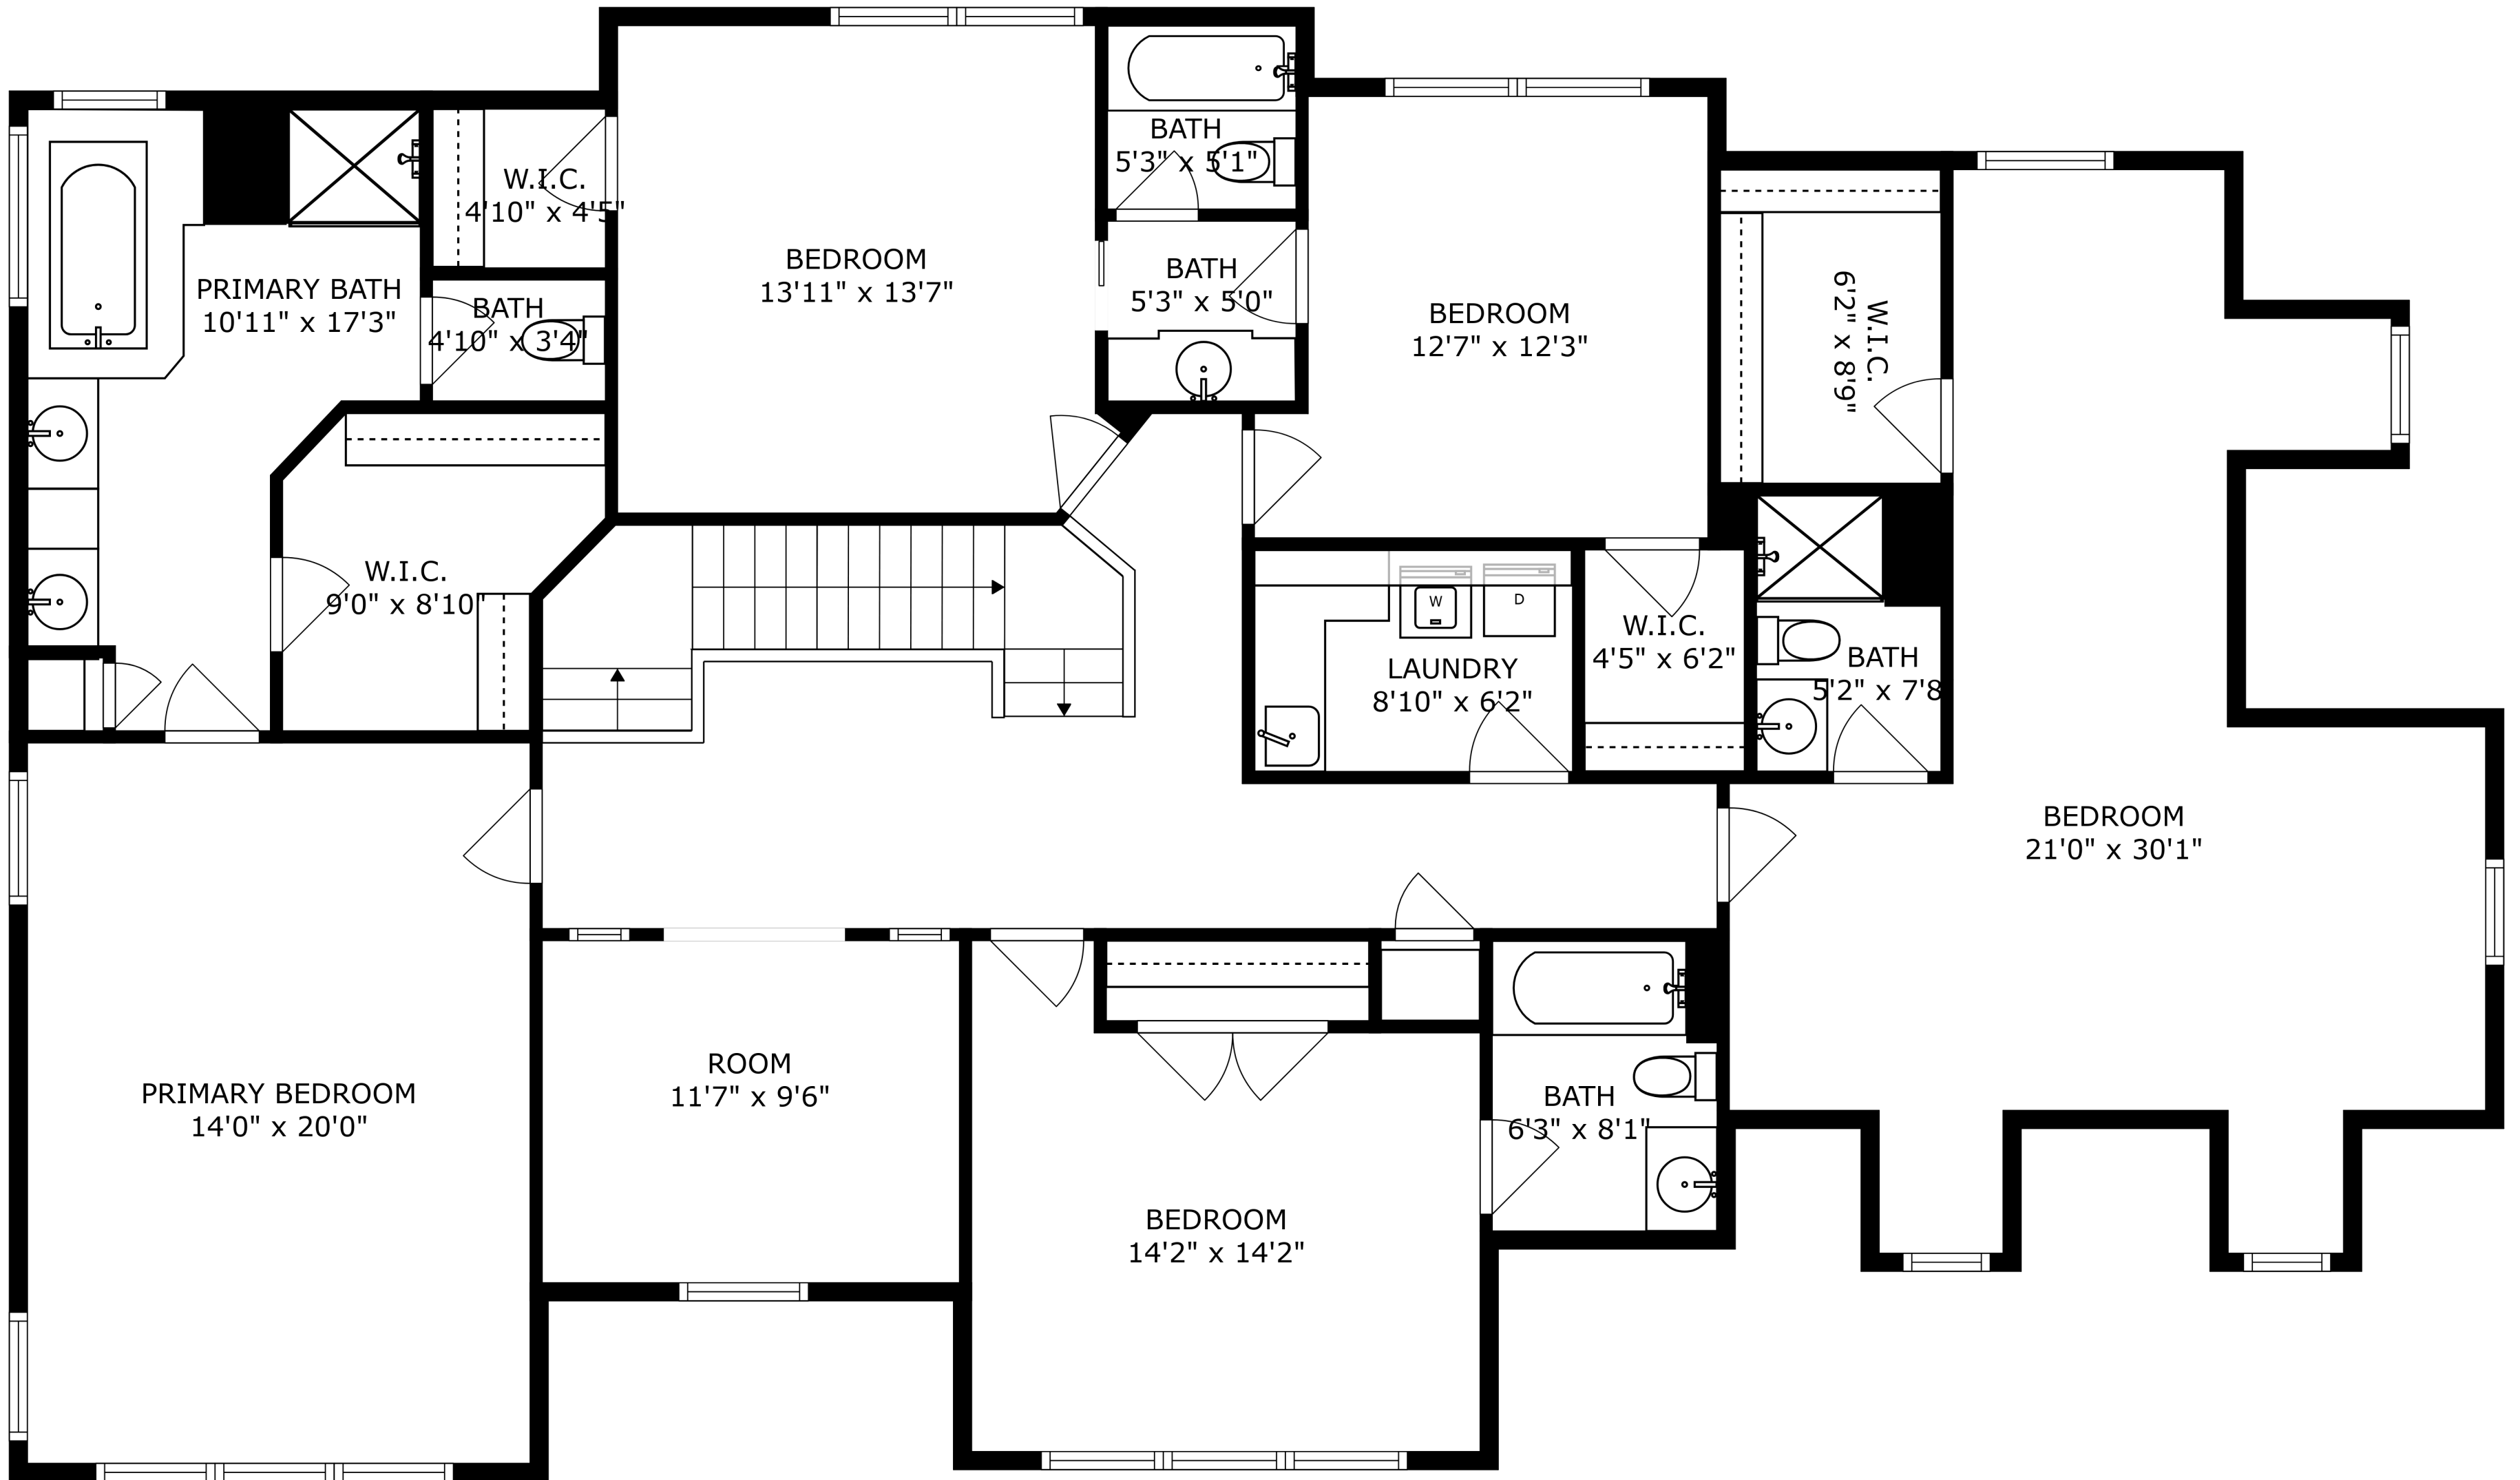 BATH
5'3" x 5'1"
W.I.C.
4'10" x 4'5"
BEDROOM
13'11" x 13'7"
BATH
5'3" x 5'0"
PRIMARY BATH
10'11" x 17'3"
BATH
4'10" x 3'4"
BEDROOM
12'7" x 12'3"
W.I.C.
6'2" x 8'9"
W.I.C.
9'0" x 8'10"
W
D
W.I.C.
4'5" x 6'2"
LAUNDRY
8'10" x 6'2"
BATH
5'2" x 7'8
BEDROOM
21'0" x 30'1"
ROOM
11'7" x 9'6"
PRIMARY BEDROOM
14'0" x 20'0"
BATH
6'3" x 8'1"
BEDROOM
14'2" x 14'2"